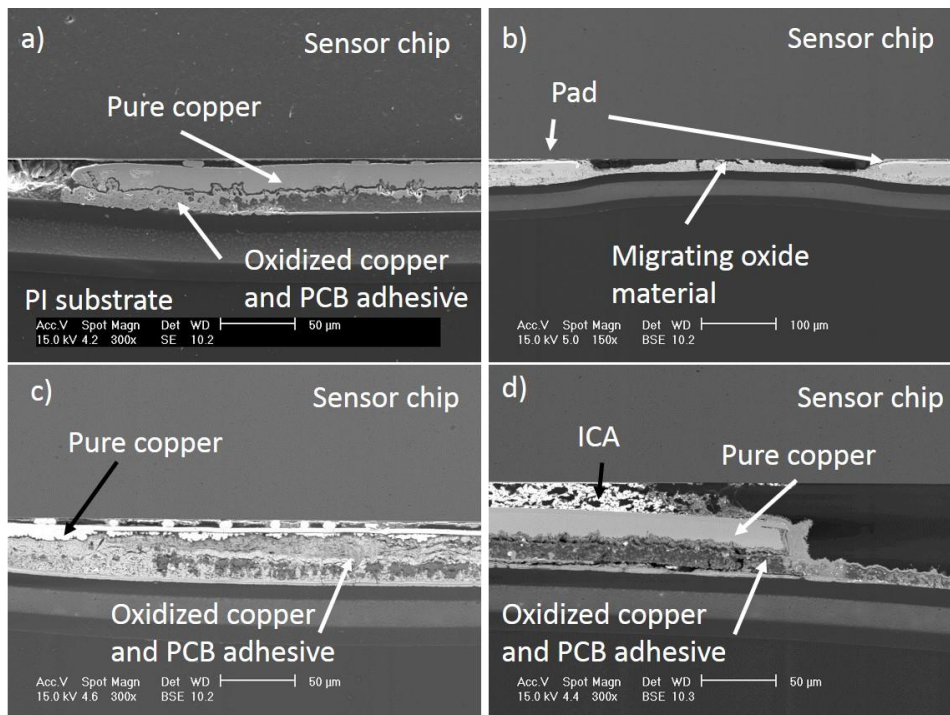 a)
Sensor chip
Pure copper
Oxidized copper
and PCB adhesive
PI substrate
Acc.V Spot Magn Det WD 50 µm
15.0 kV 4.2 300x SE 10.2
b)
Sensor chip
Pad
Migrating oxide
material
Acc.V Spot Magn Det WD 100 µm
15.0 kV 5.0 150x BSE 10.2
c)
Sensor chip
Pure copper
Oxidized copper
and PCB adhesive
Acc.V Spot Magn Det WD 50 µm
15.0 kV 4.6 300x BSE 10.2
d)
Sensor chip
ICA
Pure copper
Oxidized copper
and PCB adhesive
Acc.V Spot Magn Det WD 50 µm
15.0 kV 4.4 300x BSE 10.3